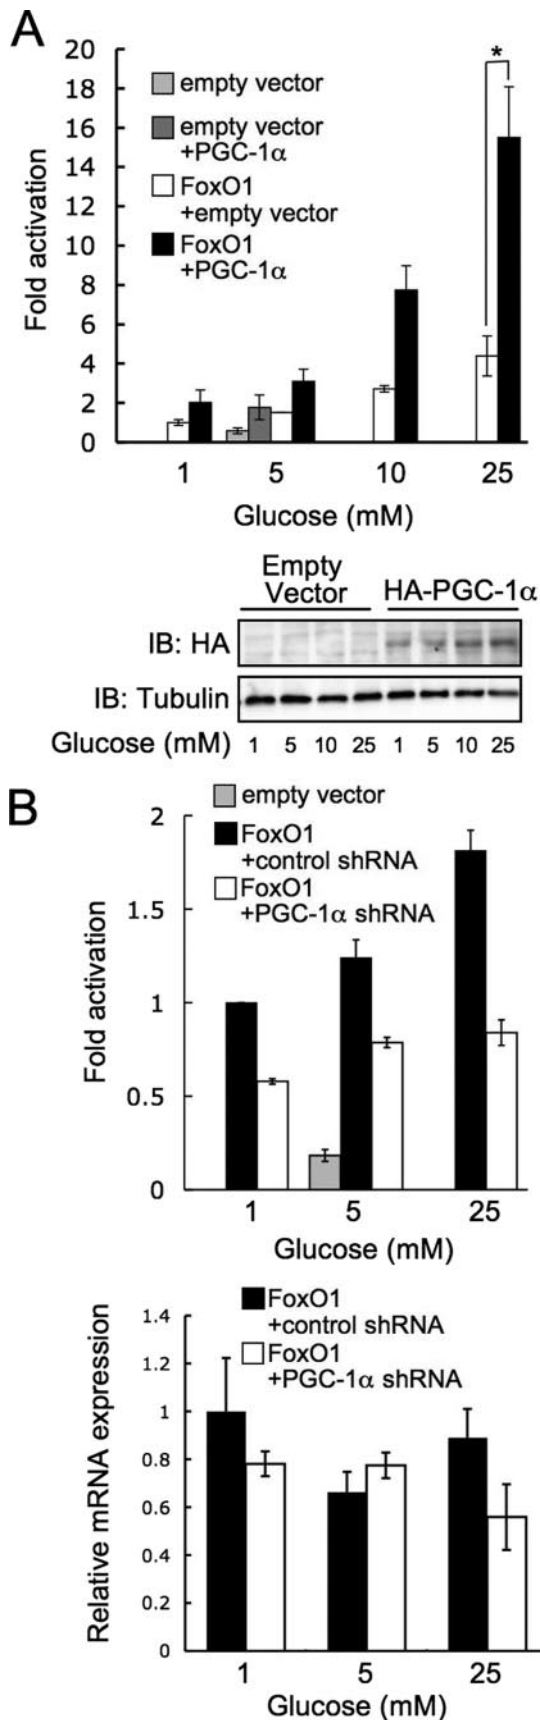 A
20
18
16
14
12
10
8
6
4
2
0
Fold activation
empty vector
empty vector
+PGC-1α
FoxO1
+empty vector
FoxO1
+PGC-1α
*
1 5 10 25
Glucose (mM)
Empty
Vector
HA-PGC-1α
IB: HA
IB: Tubulin
Glucose (mM) 1 5 10 25 1 5 10 25
B
empty vector
FoxO1
+control shRNA
FoxO1
+PGC-1α shRNA
2
1.5
1
0.5
0
Fold activation
1 5 25
Glucose (mM)
FoxO1
+control shRNA
FoxO1
+PGC-1α shRNA
1.4
1.2
1
0.8
0.6
0.4
0.2
0
Relative mRNA expression
1 5 25
Glucose (mM)